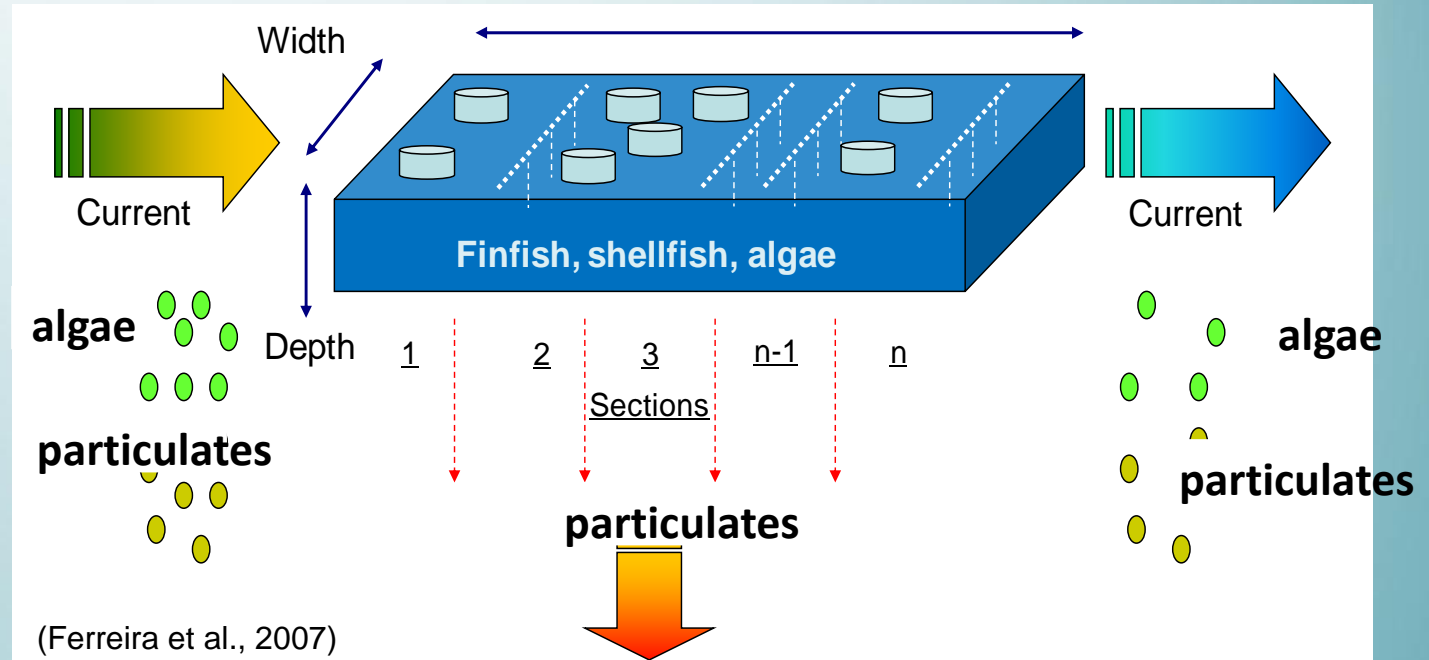 Width
Current
Current
Finfish, shellfish, algae
algae
Depth
1
2
3
n-1
n
algae
Sections
particulates
particulates
particulates
(Ferreira et al., 2007)